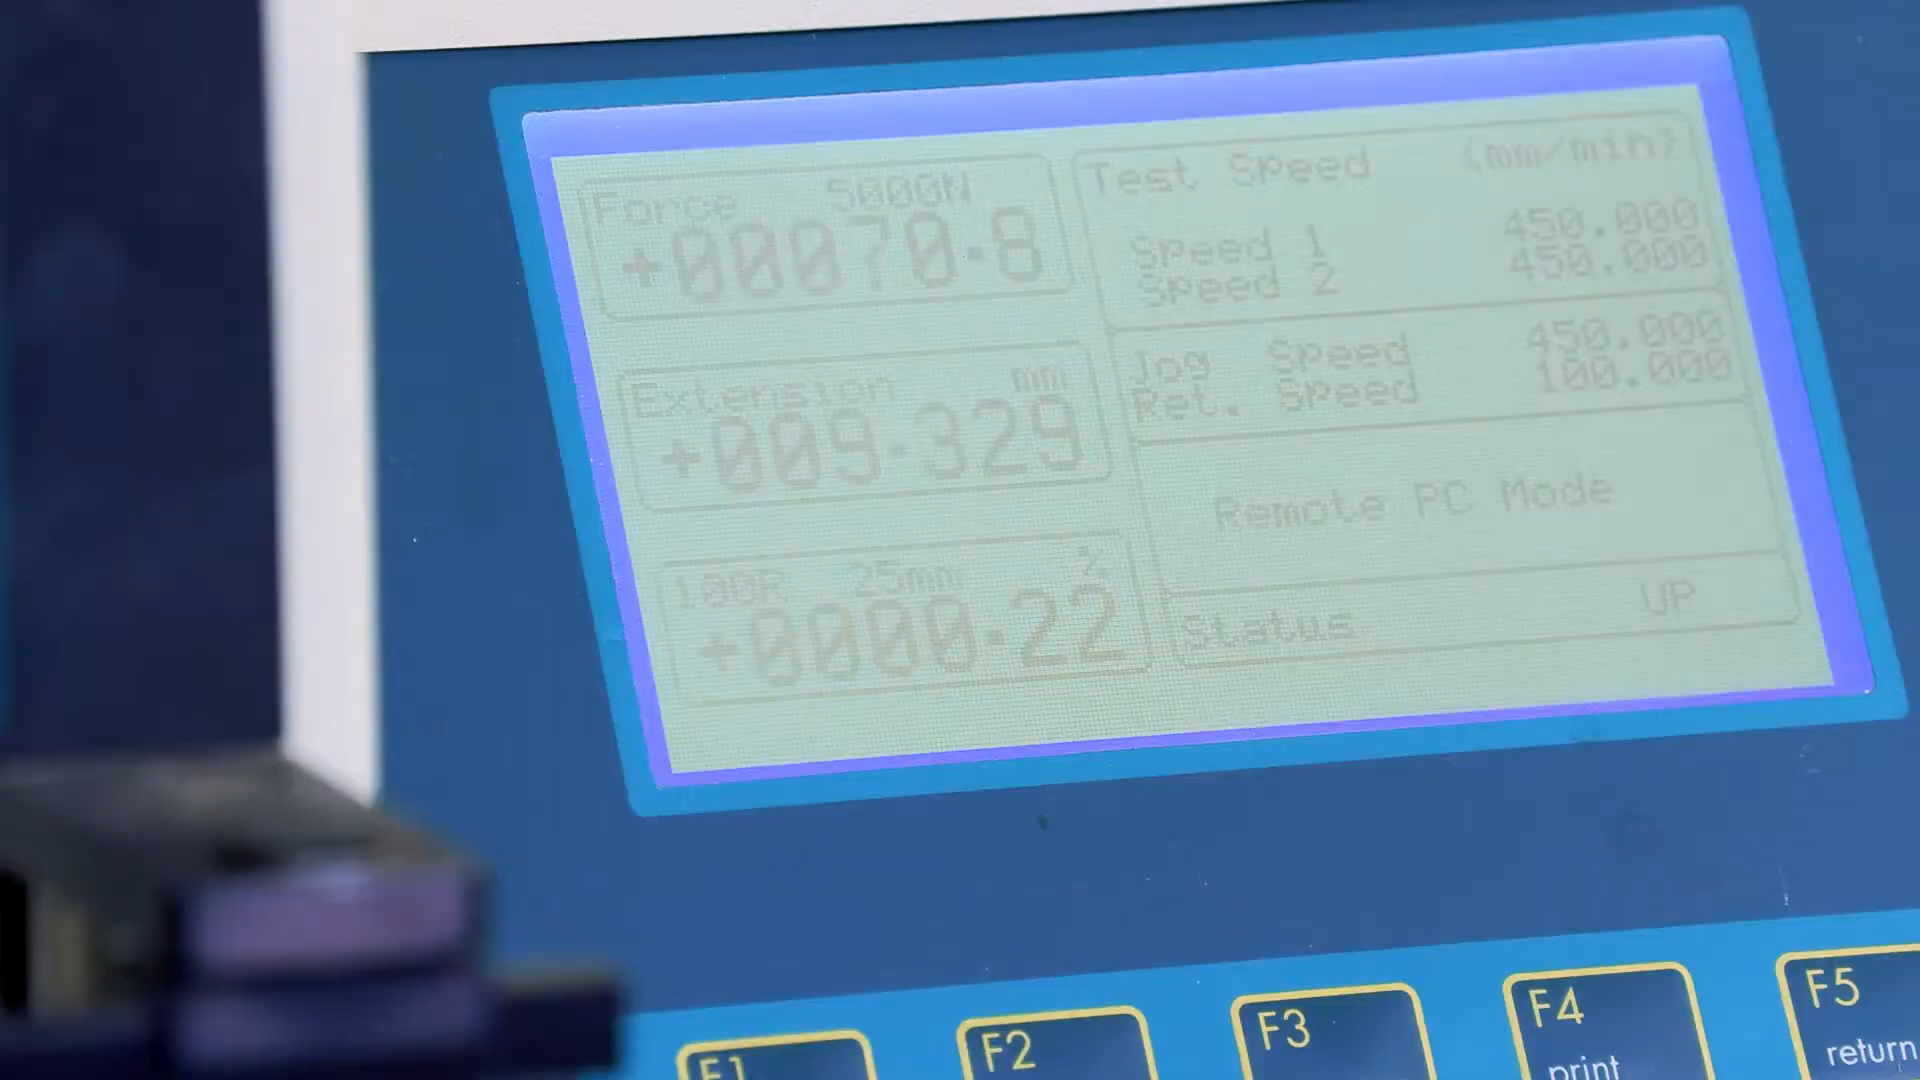 Force 5000N
+00070.8
Extension mm
+009.329
100R 25mm %
+0000.22
Test Speed (mm/min)
Speed 1 450.000
Speed 2 450.000
Jog Speed 450.000
Ret. Speed 100.000
Remote PC Mode
Status UP
F1
F2
F3
F4
print
F5
return